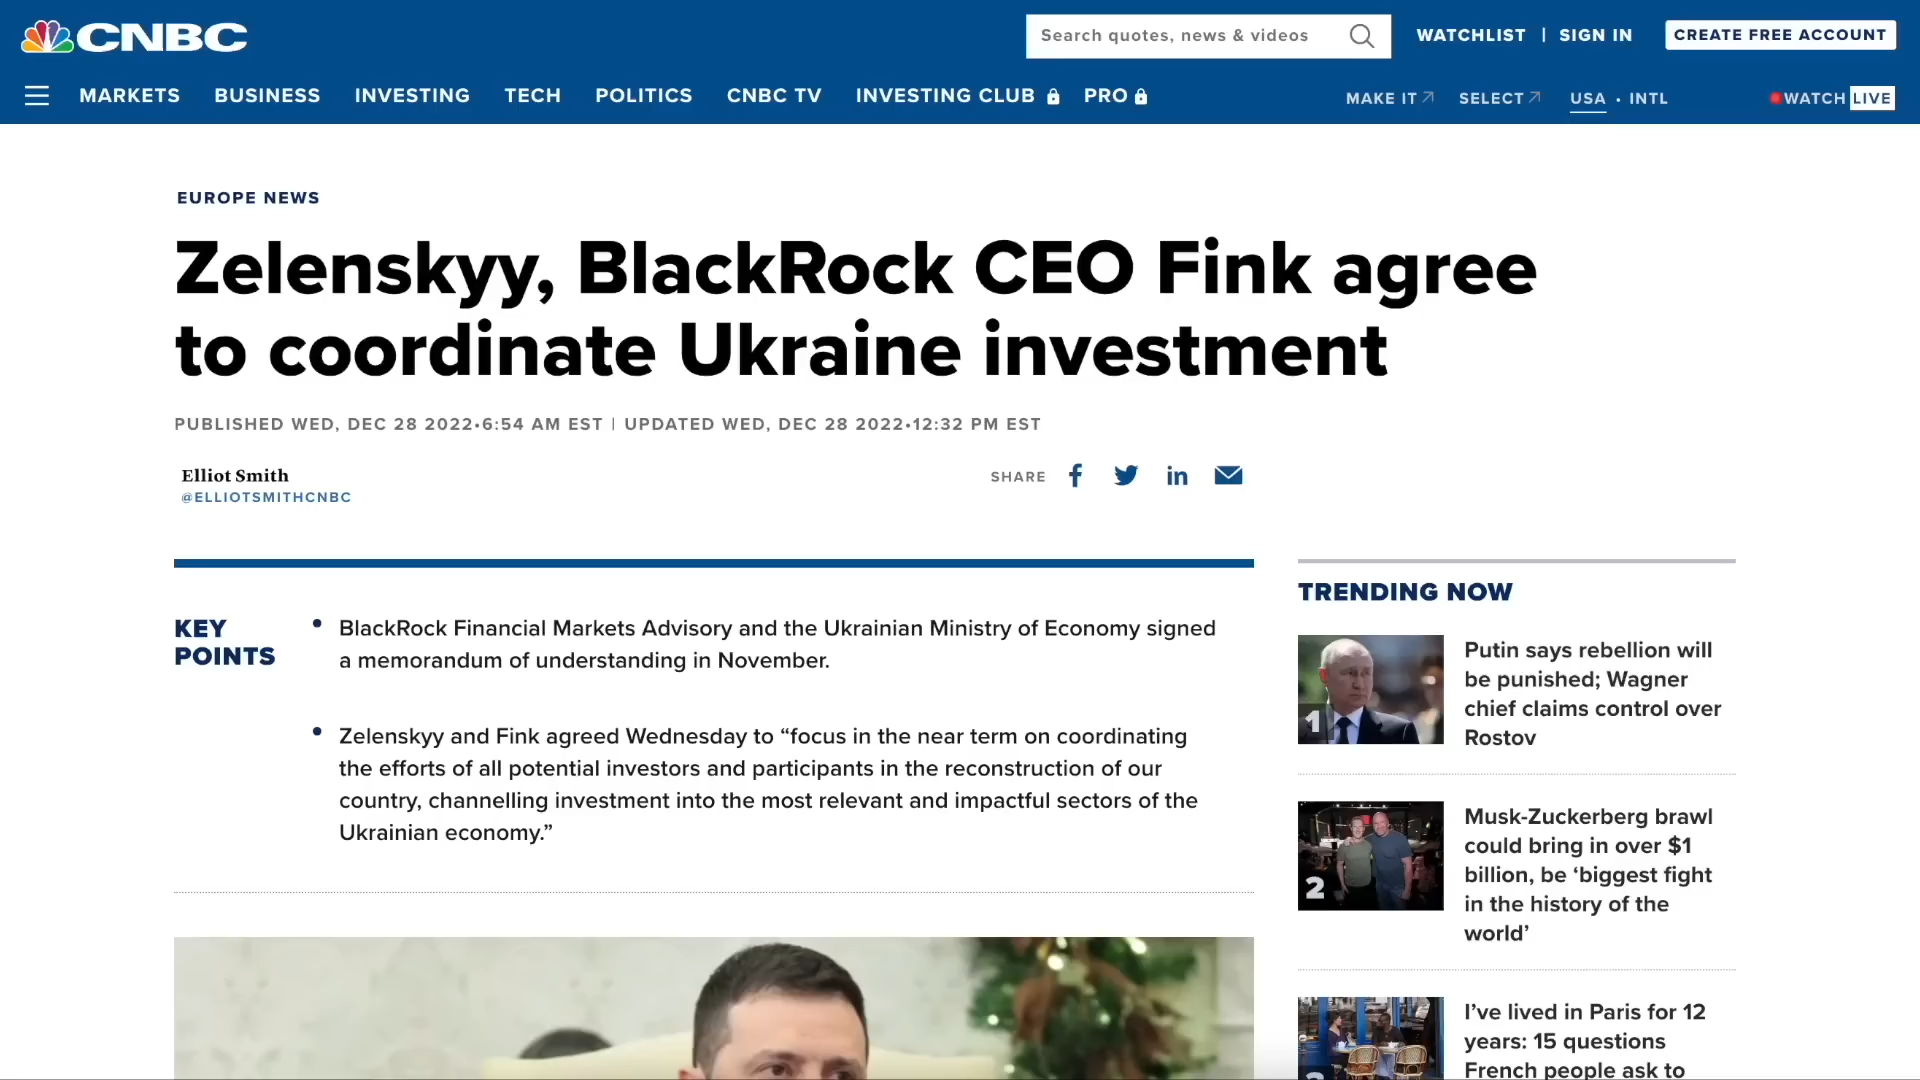 CNBC
Search quotes, news & videos
WATCHLIST | SIGN IN
CREATE FREE ACCOUNT
MARKETS BUSINESS INVESTING TECH POLITICS CNBC TV INVESTING CLUB PRO
MAKE IT SELECT USA • INTL WATCH LIVE
EUROPE NEWS
Zelenskyy, BlackRock CEO Fink agree
to coordinate Ukraine investment
PUBLISHED WED, DEC 28 2022•6:54 AM EST | UPDATED WED, DEC 28 2022•12:32 PM EST
Elliot Smith
@ELLIOTSMITHCNBC
SHARE
KEY
POINTS
• BlackRock Financial Markets Advisory and the Ukrainian Ministry of Economy signed
a memorandum of understanding in November.
• Zelenskyy and Fink agreed Wednesday to “focus in the near term on coordinating
the efforts of all potential investors and participants in the reconstruction of our
country, channelling investment into the most relevant and impactful sectors of the
Ukrainian economy.”
TRENDING NOW
1
Putin says rebellion will
be punished; Wagner
chief claims control over
Rostov
2
Musk-Zuckerberg brawl
could bring in over $1
billion, be ‘biggest fight
in the history of the
world’
I’ve lived in Paris for 12
years: 15 questions
French people ask to